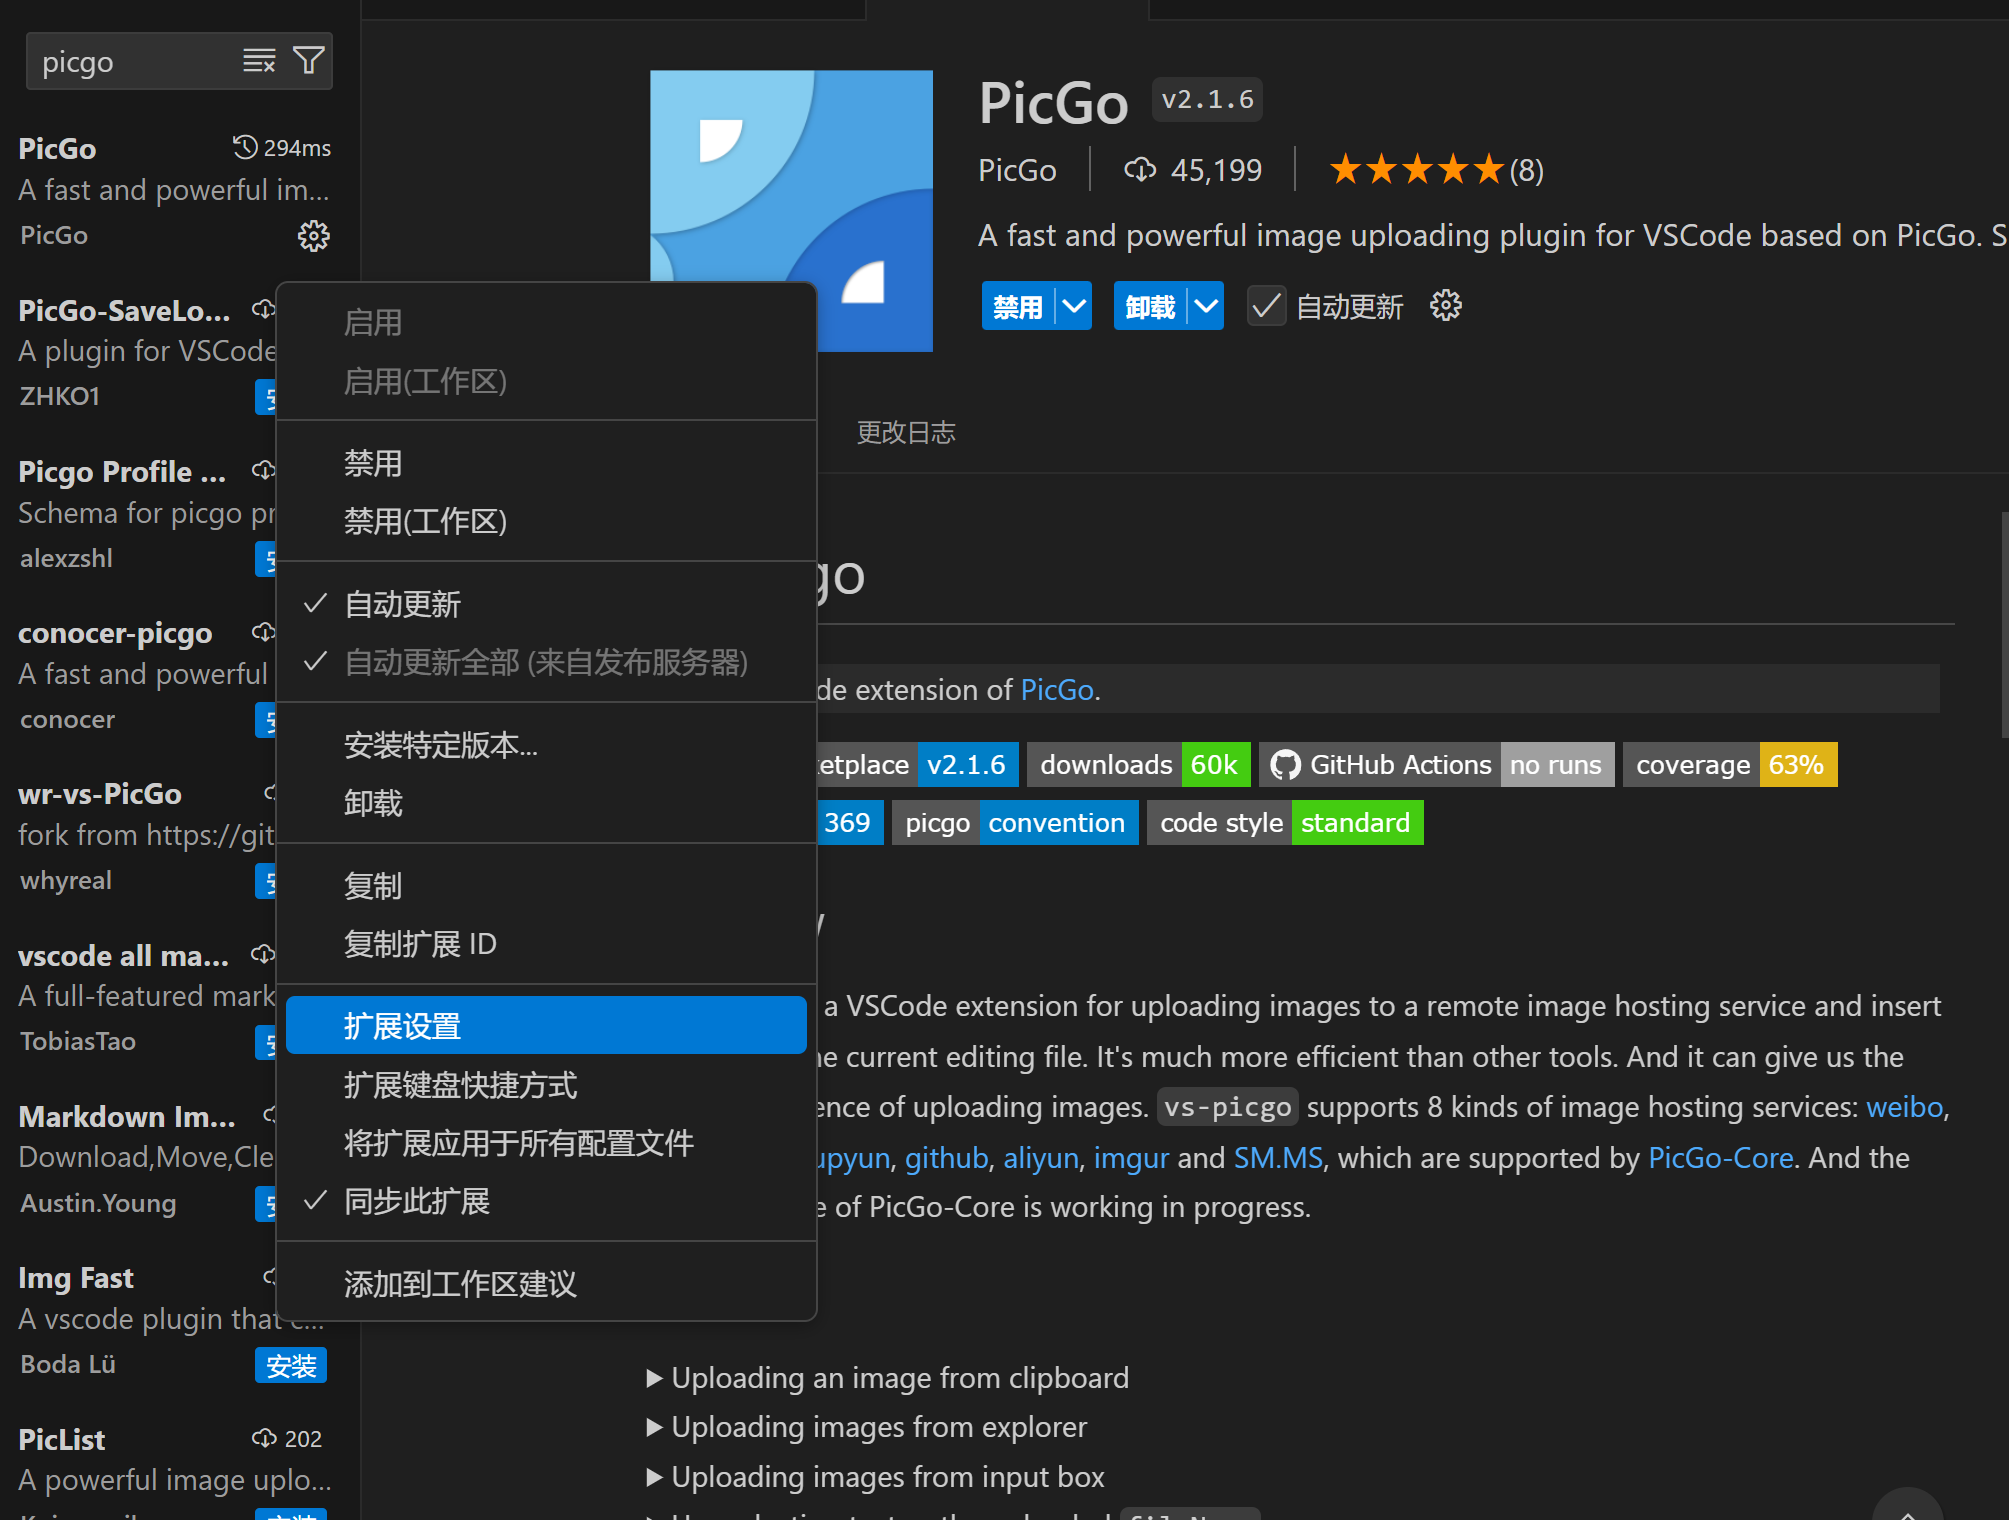 picgo
PicGo 294ms
A fast and powerful im...
PicGo
PicGo-SaveLo...
A plugin for VSCode
ZHKO1
Picgo Profile ...
Schema for picgo pr
alexzshl
conocer-picgo
A fast and powerful
conocer
wr-vs-PicGo
fork from https://git
whyreal
vscode all ma...
A full-featured mark
TobiasTao
Markdown Im...
Download,Move,Cle
Austin.Young
Img Fast
A vscode plugin that c...
Boda Lü
安装
PicList 202
A powerful image uplo...
安装
启用
启用(工作区)
禁用
禁用(工作区)
自动更新
自动更新全部 (来自发布服务器)
安装特定版本...
卸载
复制
复制扩展 ID
扩展设置
扩展键盘快捷方式
将扩展应用于所有配置文件
同步此扩展
添加到工作区建议
PicGo v2.1.6
PicGo 45,199 ★★★★★(8)
A fast and powerful image uploading plugin for VSCode based on PicGo. S
禁用 卸载 自动更新
更改日志
go
de extension of PicGo.
etplace v2.1.6 downloads 60k GitHub Actions no runs coverage 63%
369 picgo convention code style standard
a VSCode extension for uploading images to a remote image hosting service and insert
he current editing file. It's much more efficient than other tools. And it can give us the
ence of uploading images. vs-picgo supports 8 kinds of image hosting services: weibo,
upyun, github, aliyun, imgur and SM.MS, which are supported by PicGo-Core. And the
e of PicGo-Core is working in progress.
▶ Uploading an image from clipboard
▶ Uploading images from explorer
▶ Uploading images from input box